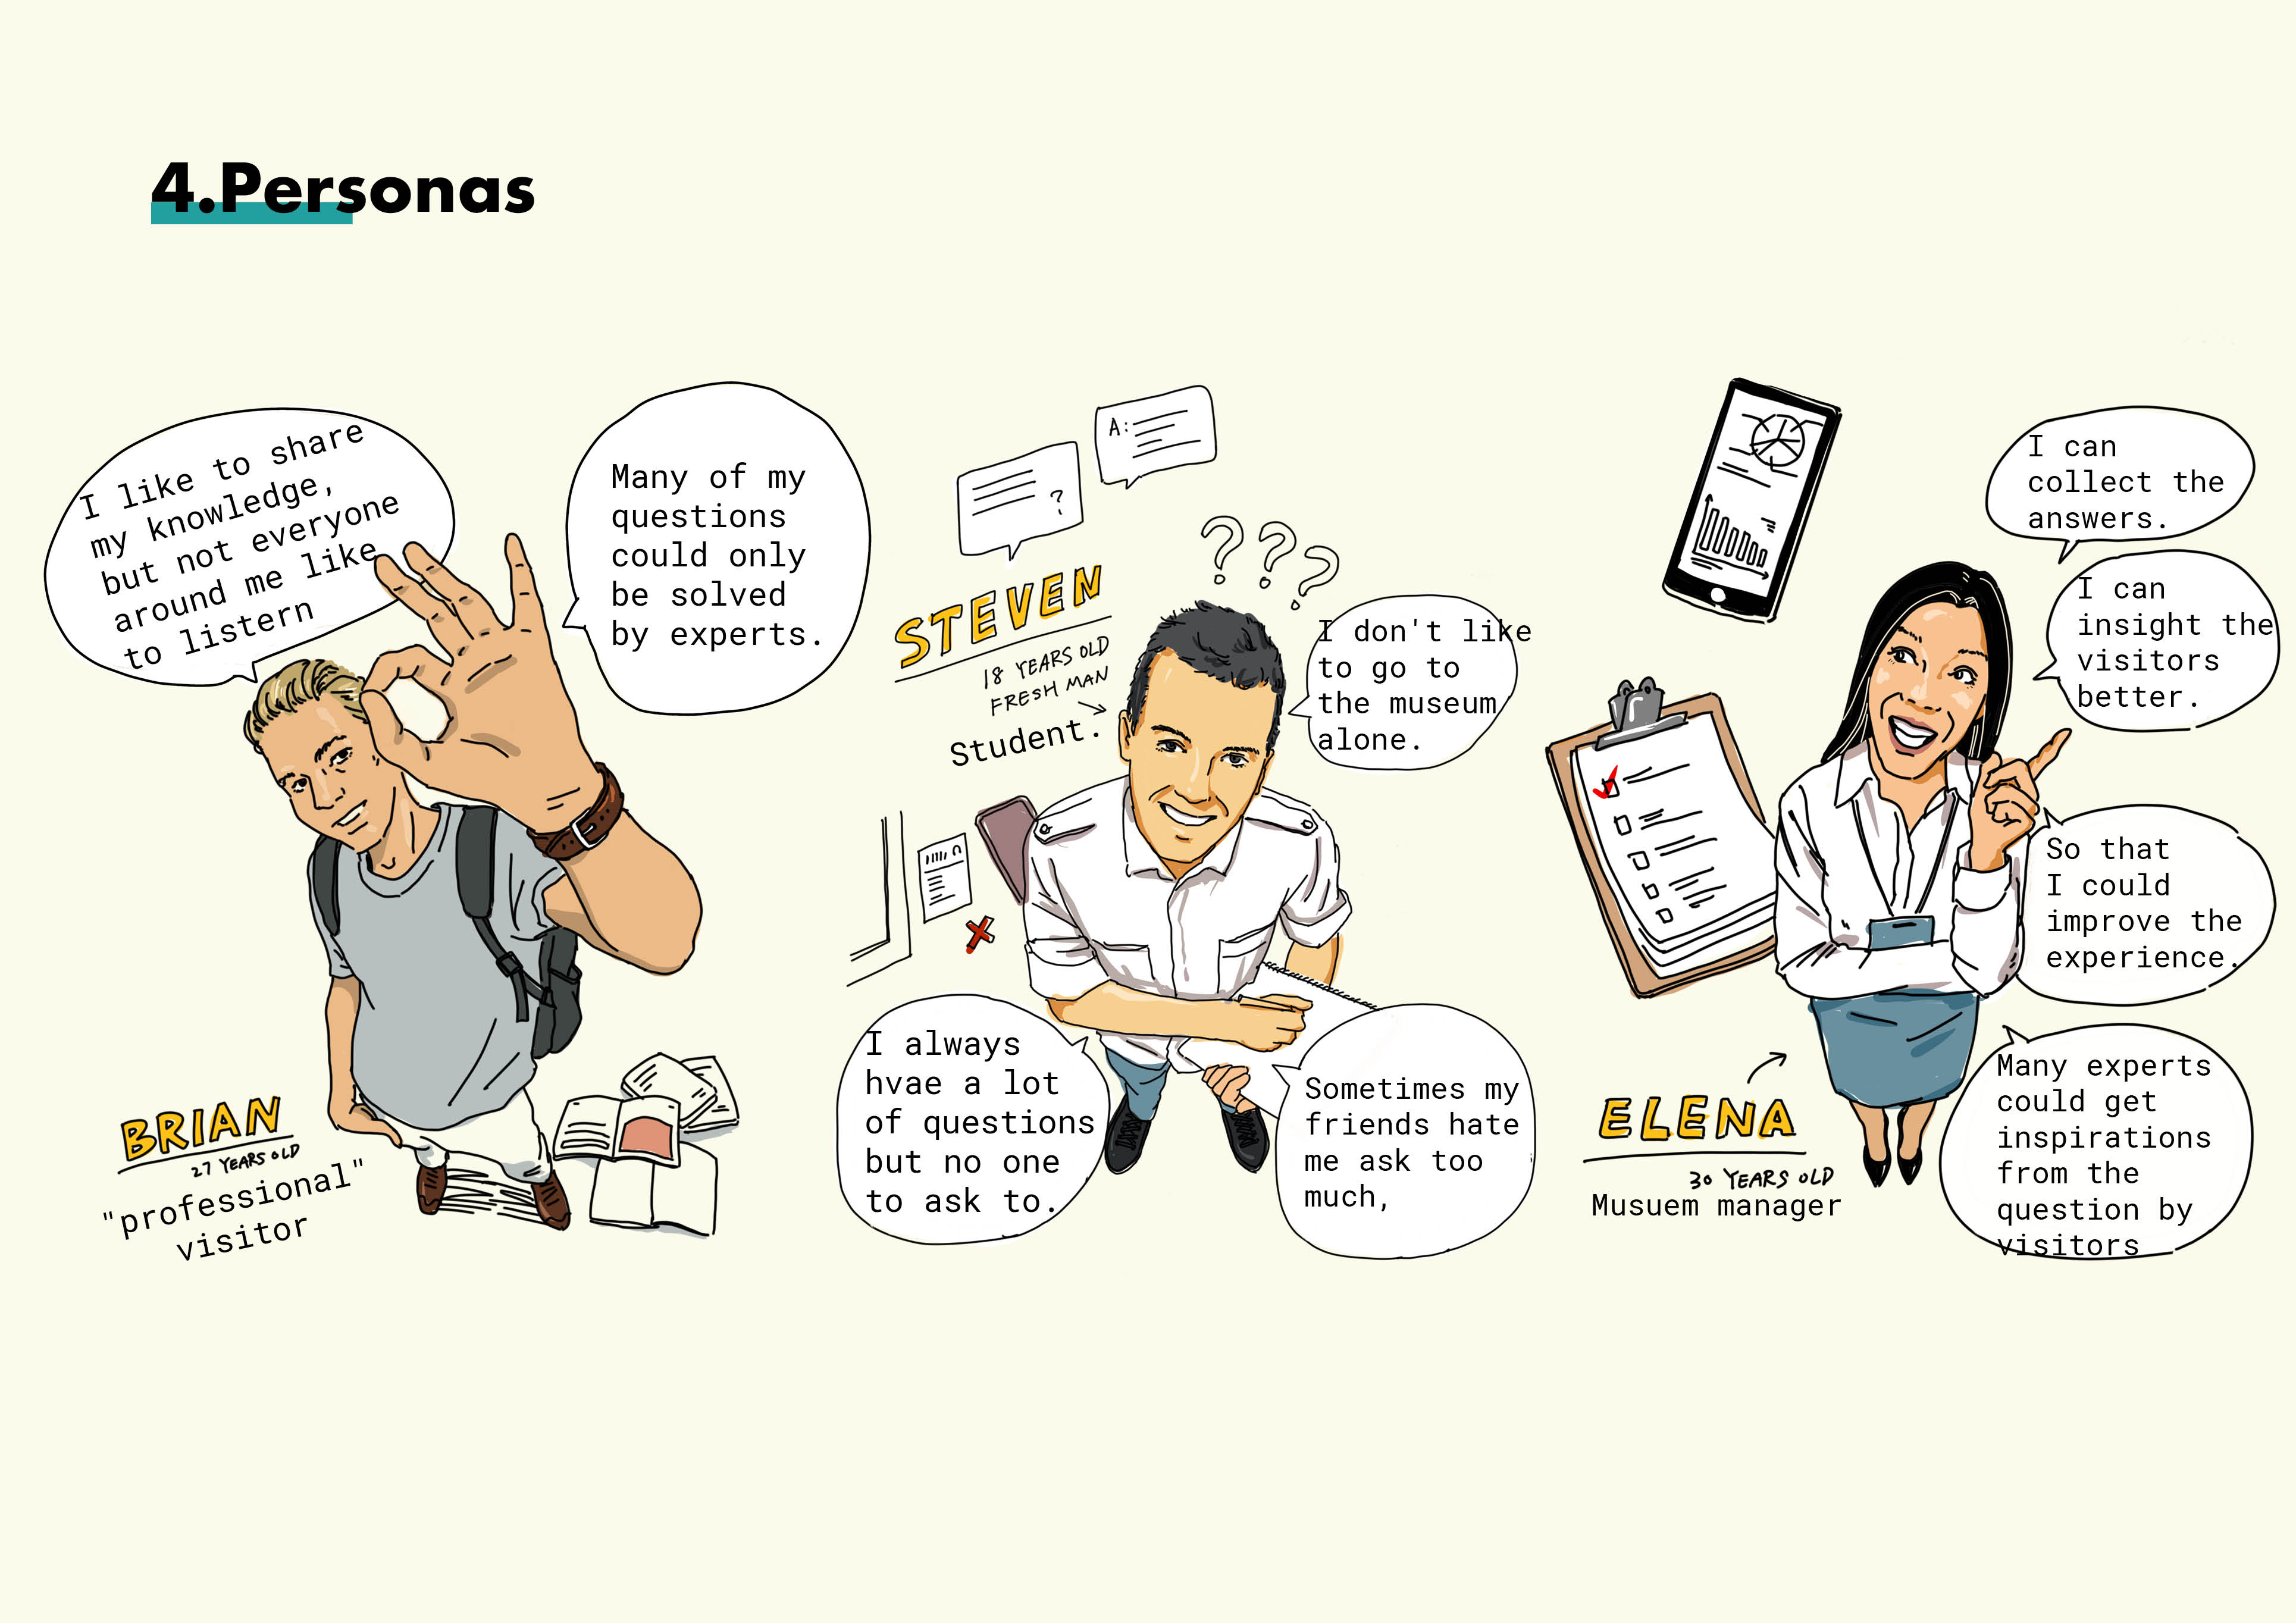 4.Personas
I like to share
my knowledge,
but not everyone
around me like
to listern
Many of my
questions
could only
be solved
by experts.
BRIAN
27 YEARS OLD
"professional"
visitor
?
A:
???
STEVEN
18 YEARS OLD
FRESH MAN
Student.
I don't like
to go to
the museum
alone.
I always
hvae a lot
of questions
but no one
to ask to.
Sometimes my
friends hate
me ask too
much,
I can
collect the
answers.
I can
insight the
visitors
better.
So that
I could
improve the
experience.
Many experts
could get
inspirations
from the
question by
visitors
ELENA
30 YEARS OLD
Musuem manager